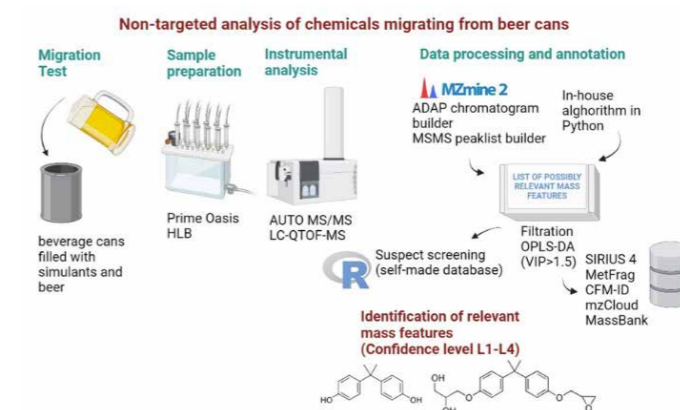 Non-targeted analysis of chemicals migrating from beer cans
Migration
Test
beverage cans
filled with
simulants and
beer
Sample
preparation
Prime Oasis
HLB
Instrumental
analysis
AUTO MS/MS
LC-QTOF-MS
Data processing and annotation
MZmine 2
ADAP chromatogram
builder
MSMS peaklist builder
In-house
alghorithm in
Python
LIST OF POSSIBLY
RELEVANT MASS
FEATURES
Filtration
OPLS-DA
(VIP>1.5)
Suspect screening
(self-made database)
R
SIRIUS 4
MetFrag
CFM-ID
mzCloud
MassBank
Identification of relevant
mass features
(Confidence level L1-L4)
HO
OH
OH
OH
O
O
O